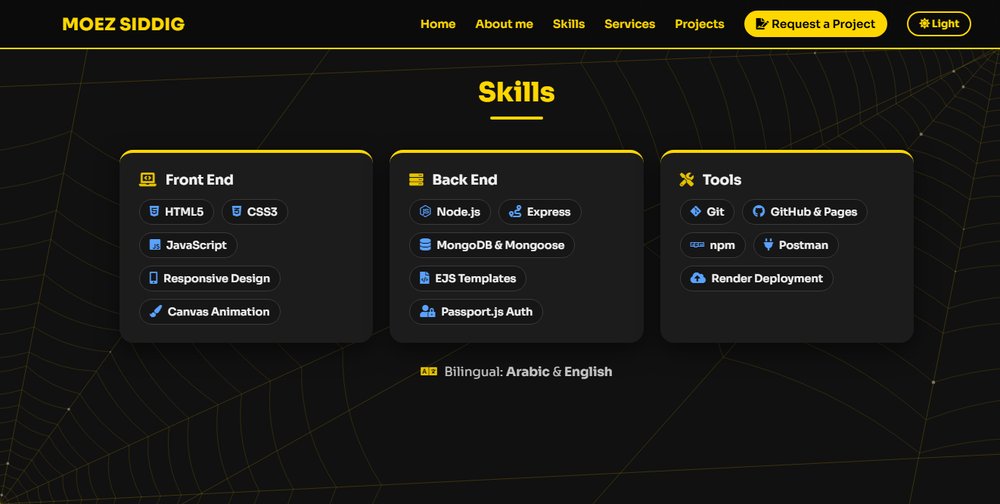 MOEZ SIDDIG
Home About me Skills Services Projects Request a Project Light
Skills
Front End
HTML5 CSS3
JavaScript
Responsive Design
Canvas Animation
Back End
Node.js Express
MongoDB & Mongoose
EJS Templates
Passport.js Auth
Tools
Git GitHub & Pages
npm Postman
Render Deployment
Bilingual: Arabic & English